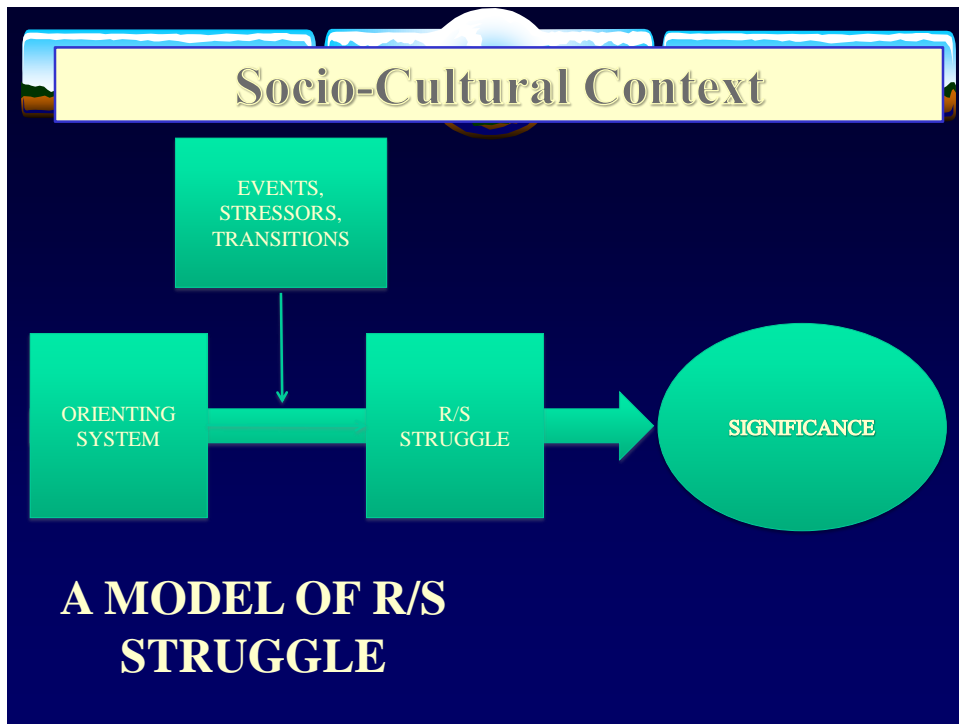 Socio-Cultural Context
EVENTS,
STRESSORS,
TRANSITIONS
ORIENTING
SYSTEM
R/S
STRUGGLE
SIGNIFICANCE
A MODEL OF R/S
STRUGGLE